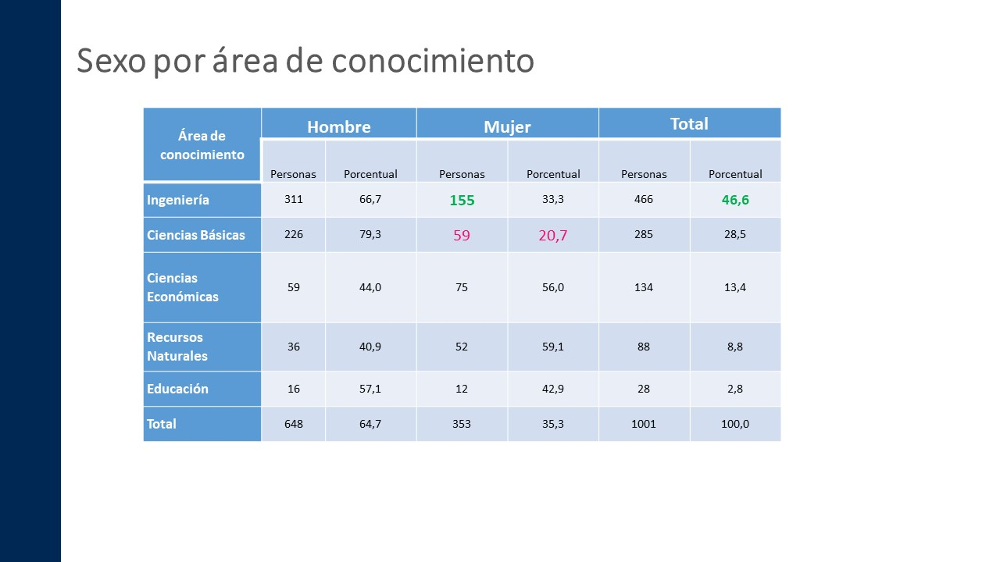 Sexo por área de conocimiento
Área de
conocimiento
Hombre Mujer Total
Personas Porcentual Personas Porcentual Personas Porcentual
Ingeniería 311 66,7 155 33,3 466 46,6
Ciencias Básicas 226 79,3 59 20,7 285 28,5
Ciencias
Económicas 59 44,0 75 56,0 134 13,4
Recursos
Naturales 36 40,9 52 59,1 88 8,8
Educación 16 57,1 12 42,9 28 2,8
Total 648 64,7 353 35,3 1001 100,0